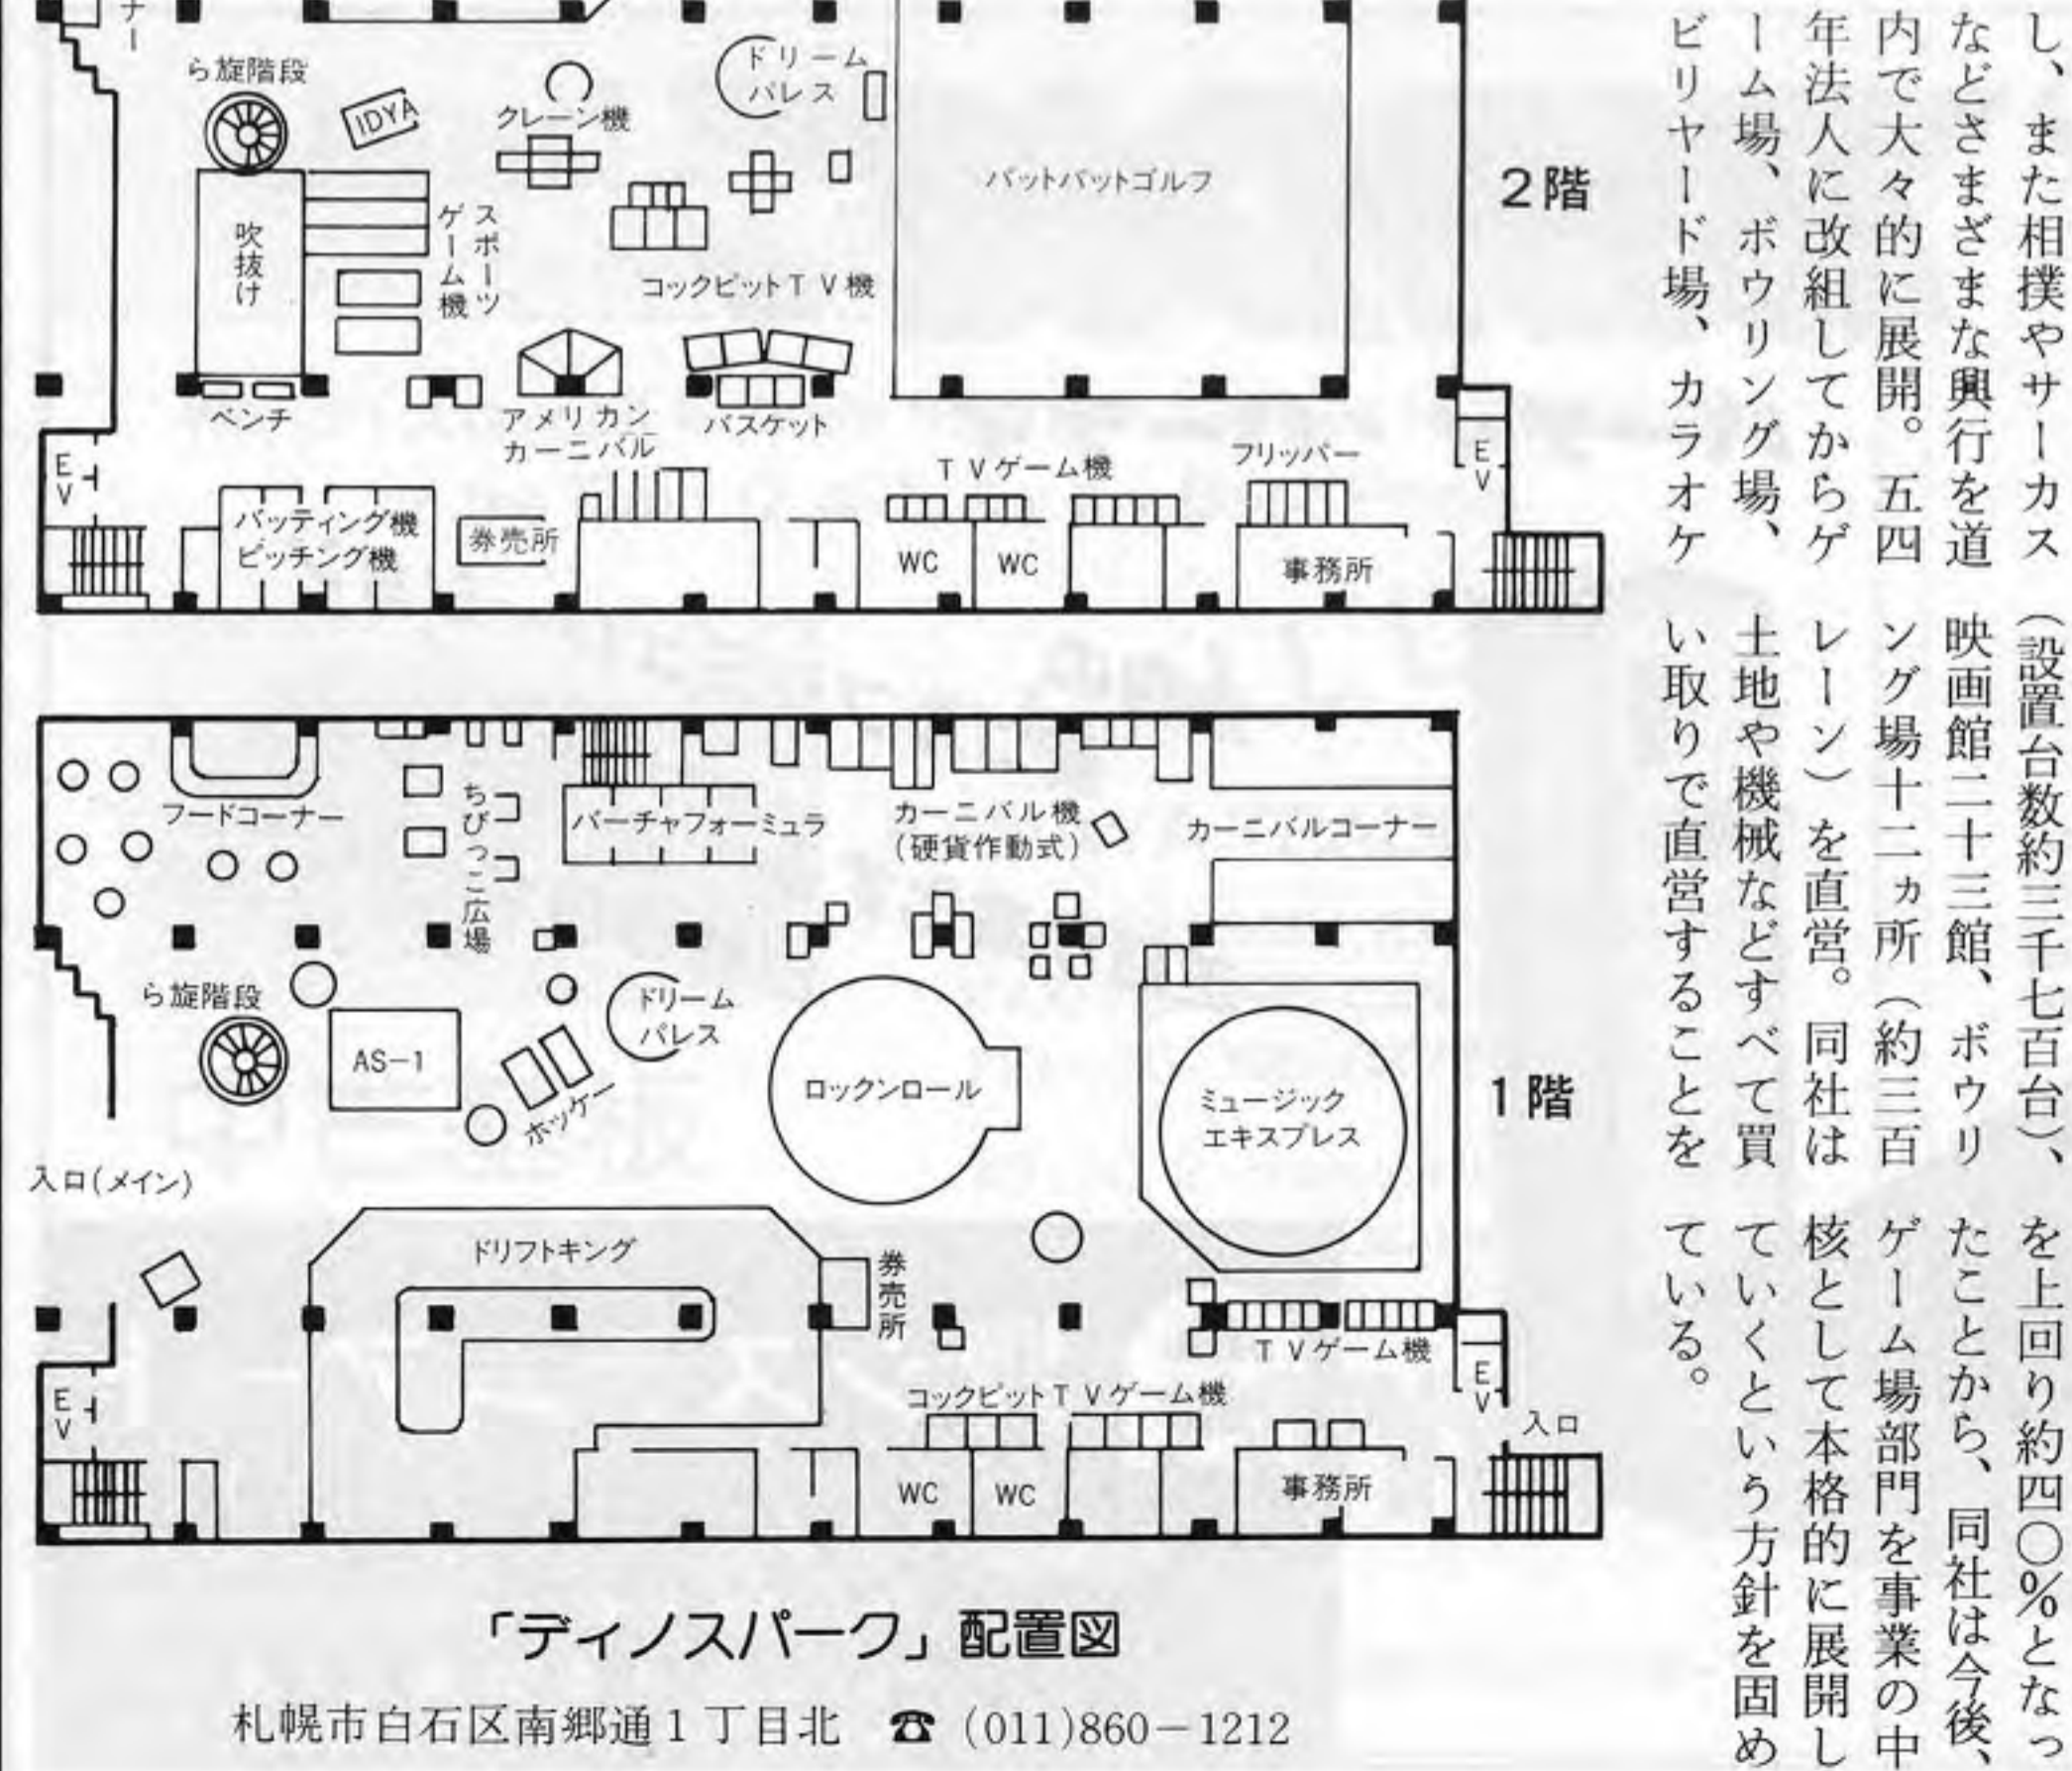 し、また相撲やサーカス
などさまざまな興行を道
内で大々的に展開。五四
年法人に改組してからゲ
ーム場、ボウリング場、
ビリヤード場、カラオケ
(設置台数約三千七百台)、
映画館二十三館、ボウリ
ング場十二ヵ所(約三百
レーン)を直営。同社は
土地や機械などすべて買
い取りで直営することを
を上回り約四〇%となっ
たことから、同社は今後、
ゲーム場部門を事業の中
核として本格的に展開し
ていくという方針を固め
ている。
ナー
ら旋階段
IDYA
クレーン機
ドリーム
パレス
パットパットゴルフ
2階
吹抜け
スポーツ
ゲーム機
コックピットTV機
ベンチ
アメリカン
カーニバル
バスケット
TVゲーム機
フリッパー
EV
EV
バッティング機
ピッチング機
券売所
WC
WC
事務所
フードコーナー
ちびっこ広場
バーチャフォーミュラ
カーニバル機
(硬貨作動式)
カーニバルコーナー
ら旋階段
AS-1
ホッケー
ドリーム
パレス
ロックンロール
ミュージック
エキスプレス
1階
入口(メイン)
ドリフトキング
券売所
TVゲーム機
EV
EV
コックピットTVゲーム機
入口
WC
WC
事務所
「ディノスパーク」配置図
札幌市白石区南郷通1丁目北 ☎ (011)860-1212